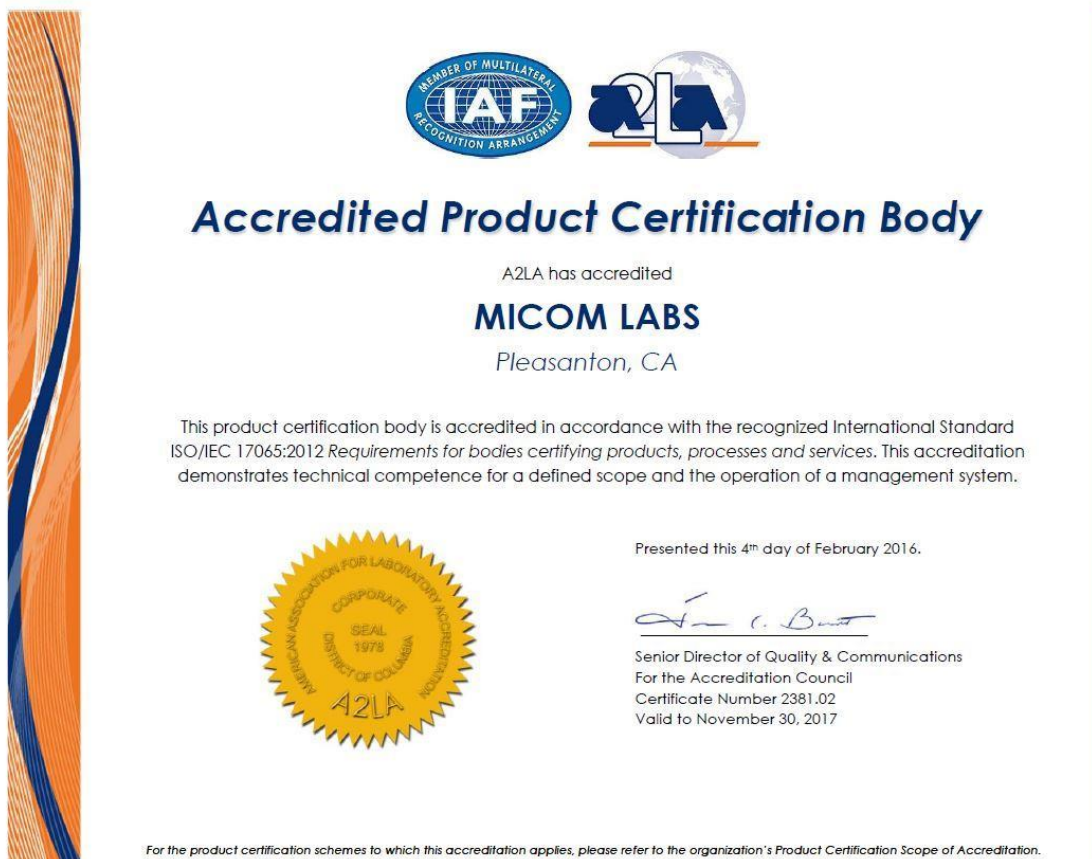 MEMBER OF MULTILATERAL
IAF
RECOGNITION ARRANGEMENT
a2La
Accredited Product Certification Body
A2LA has accredited
MICOM LABS
Pleasanton, CA
This product certification body is accredited in accordance with the recognized International Standard
ISO/IEC 17065:2012 Requirements for bodies certifying products, processes and services. This accreditation
demonstrates technical competence for a defined scope and the operation of a management system.
AMERICAN ASSOCIATION FOR LABORATORY ACCREDITATION
CORPORATE
SEAL
1978
DISTRICT OF COLUMBIA
A2LA
Presented this 4th day of February 2016.
Senior Director of Quality & Communications
For the Accreditation Council
Certificate Number 2381.02
Valid to November 30, 2017
For the product certification schemes to which this accreditation applies, please refer to the organization's Product Certification Scope of Accreditation.